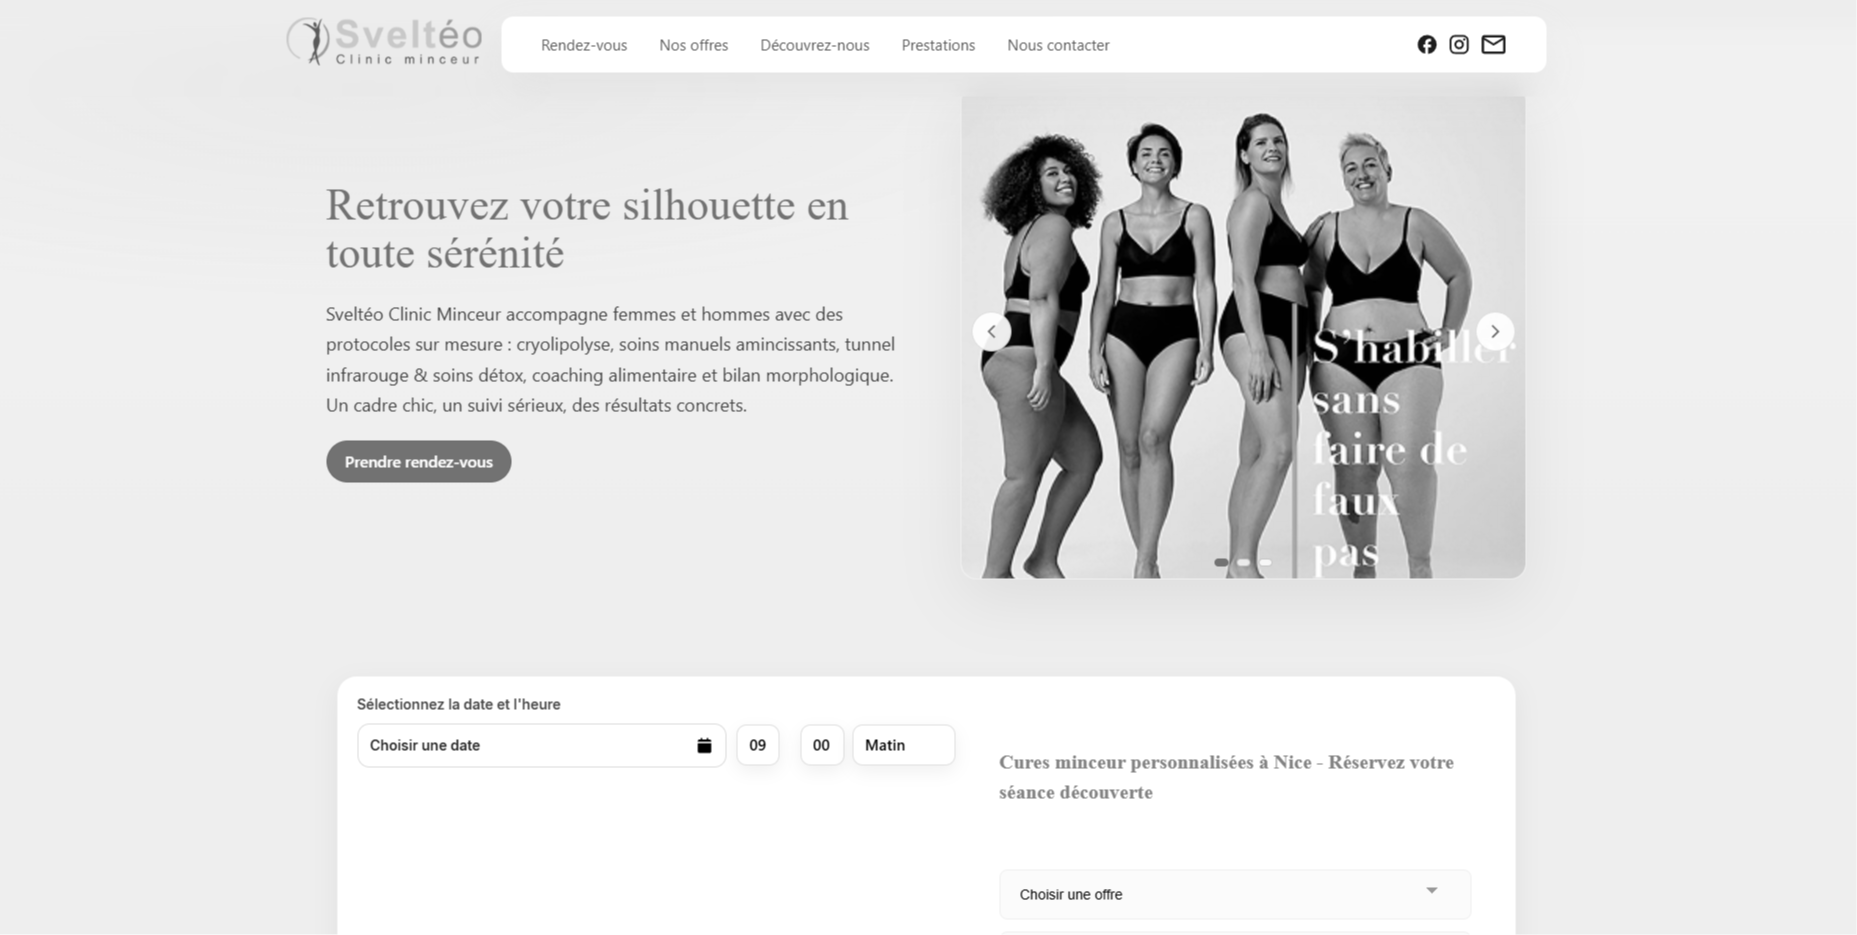 Sveltéo
Clinic minceur
Rendez-vous
Nos offres
Découvrez-nous
Prestations
Nous contacter
Retrouvez votre silhouette en
toute sérénité
Sveltéo Clinic Minceur accompagne femmes et hommes avec des
protocoles sur mesure : cryolipolyse, soins manuels amincissants, tunnel
infrarouge & soins détox, coaching alimentaire et bilan morphologique.
Un cadre chic, un suivi sérieux, des résultats concrets.
Prendre rendez-vous
S'habiller
sans
faire de
faux
pas
Sélectionnez la date et l'heure
Choisir une date
09
00
Matin
Cures minceur personnalisées à Nice - Réservez votre
séance découverte
Choisir une offre